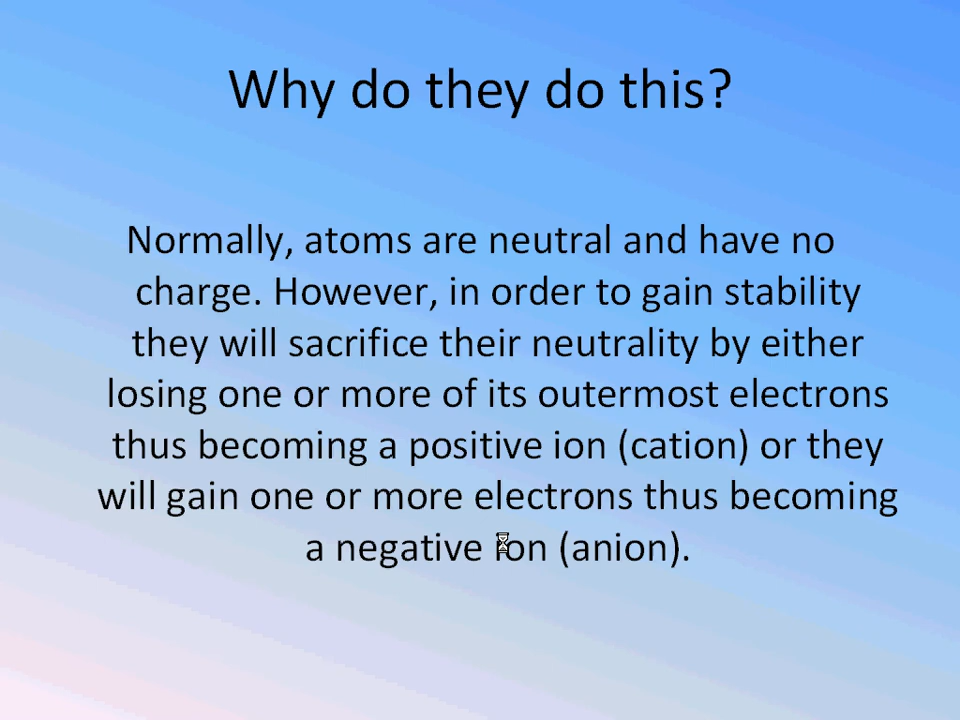 Why do they do this?
Normally, atoms are neutral and have no
charge. However, in order to gain stability
they will sacrifice their neutrality by either
losing one or more of its outermost electrons
thus becoming a positive ion (cation) or they
will gain one or more electrons thus becoming
a negative ion (anion).